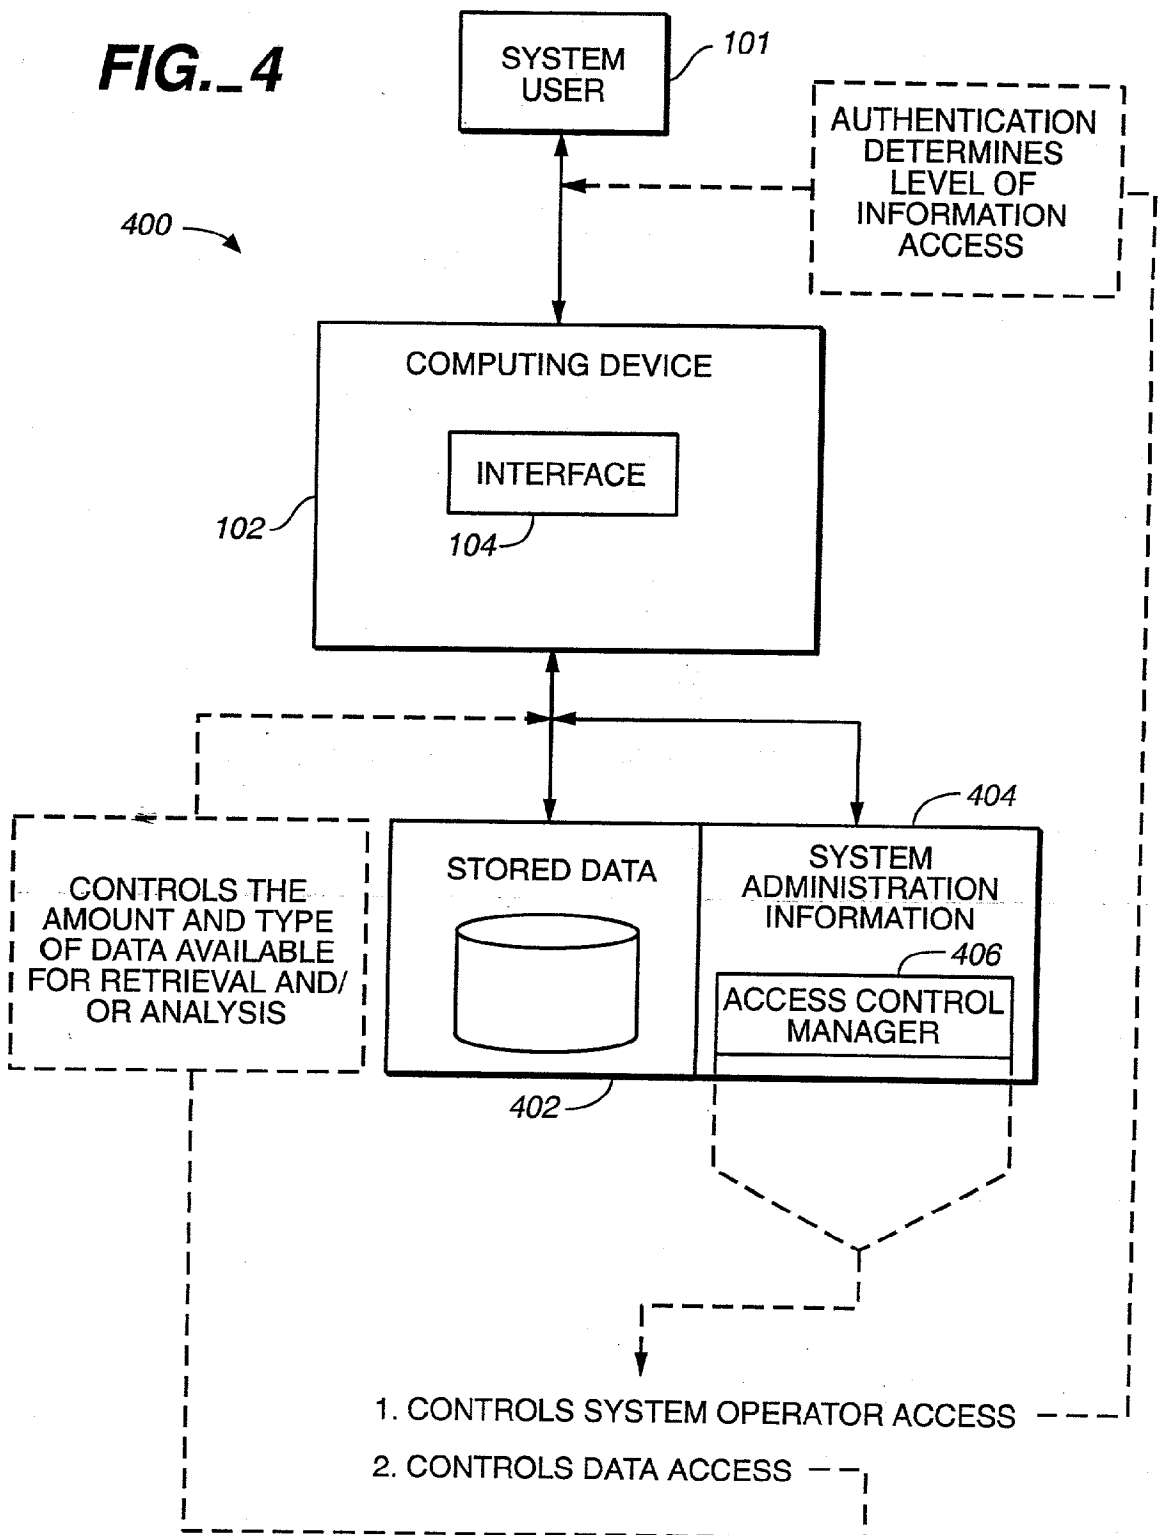 FIG._4
SYSTEM
USER
101
AUTHENTICATION
DETERMINES
LEVEL OF
INFORMATION
ACCESS
400
COMPUTING DEVICE
INTERFACE
102
104
404
STORED DATA
SYSTEM
ADMINISTRATION
INFORMATION
CONTROLS THE
AMOUNT AND TYPE
OF DATA AVAILABLE
FOR RETRIEVAL AND/
OR ANALYSIS
406
ACCESS CONTROL
MANAGER
402
1. CONTROLS SYSTEM OPERATOR ACCESS
2. CONTROLS DATA ACCESS